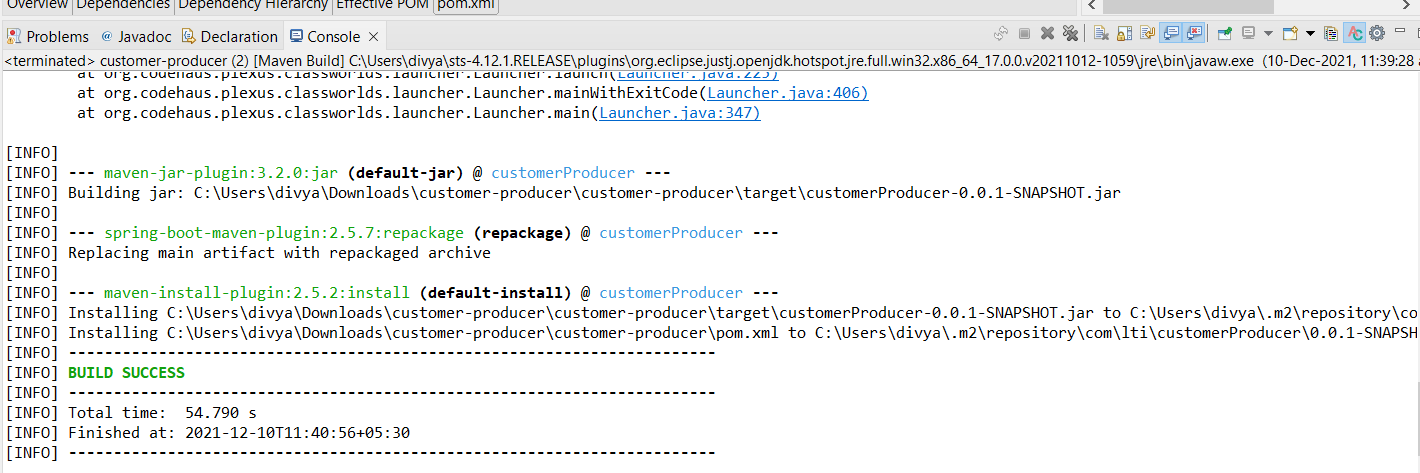 Overview Dependencies Dependency Hierarchy Effective POM pom.xml
Problems @ Javadoc Declaration Console
<terminated> customer-producer (2) [Maven Build] C:\Users\divya\sts-4.12.1.RELEASE\plugins\org.eclipse.justj.openjdk.hotspot.jre.full.win32.x86_64_17.0.0.v20211012-1059\jre\bin\javaw.exe (10-Dec-2021, 11:39:28 a
at org.codehaus.plexus.classworlds.launcher.Launcher.launch(Launcher.java:225)
at org.codehaus.plexus.classworlds.launcher.Launcher.mainWithExitCode(Launcher.java:406)
at org.codehaus.plexus.classworlds.launcher.Launcher.main(Launcher.java:347)
[INFO]
[INFO] --- maven-jar-plugin:3.2.0:jar (default-jar) @ customerProducer ---
[INFO] Building jar: C:\Users\divya\Downloads\customer-producer\customer-producer\target\customerProducer-0.0.1-SNAPSHOT.jar
[INFO]
[INFO] --- spring-boot-maven-plugin:2.5.7:repackage (repackage) @ customerProducer ---
[INFO] Replacing main artifact with repackaged archive
[INFO]
[INFO] --- maven-install-plugin:2.5.2:install (default-install) @ customerProducer ---
[INFO] Installing C:\Users\divya\Downloads\customer-producer\customer-producer\target\customerProducer-0.0.1-SNAPSHOT.jar to C:\Users\divya\.m2\repository\co
[INFO] Installing C:\Users\divya\Downloads\customer-producer\customer-producer\pom.xml to C:\Users\divya\.m2\repository\com\lti\customerProducer\0.0.1-SNAPSH
[INFO] ------------------------------------------------------------------------
[INFO] BUILD SUCCESS
[INFO] ------------------------------------------------------------------------
[INFO] Total time:  54.790 s
[INFO] Finished at: 2021-12-10T11:40:56+05:30
[INFO] ------------------------------------------------------------------------